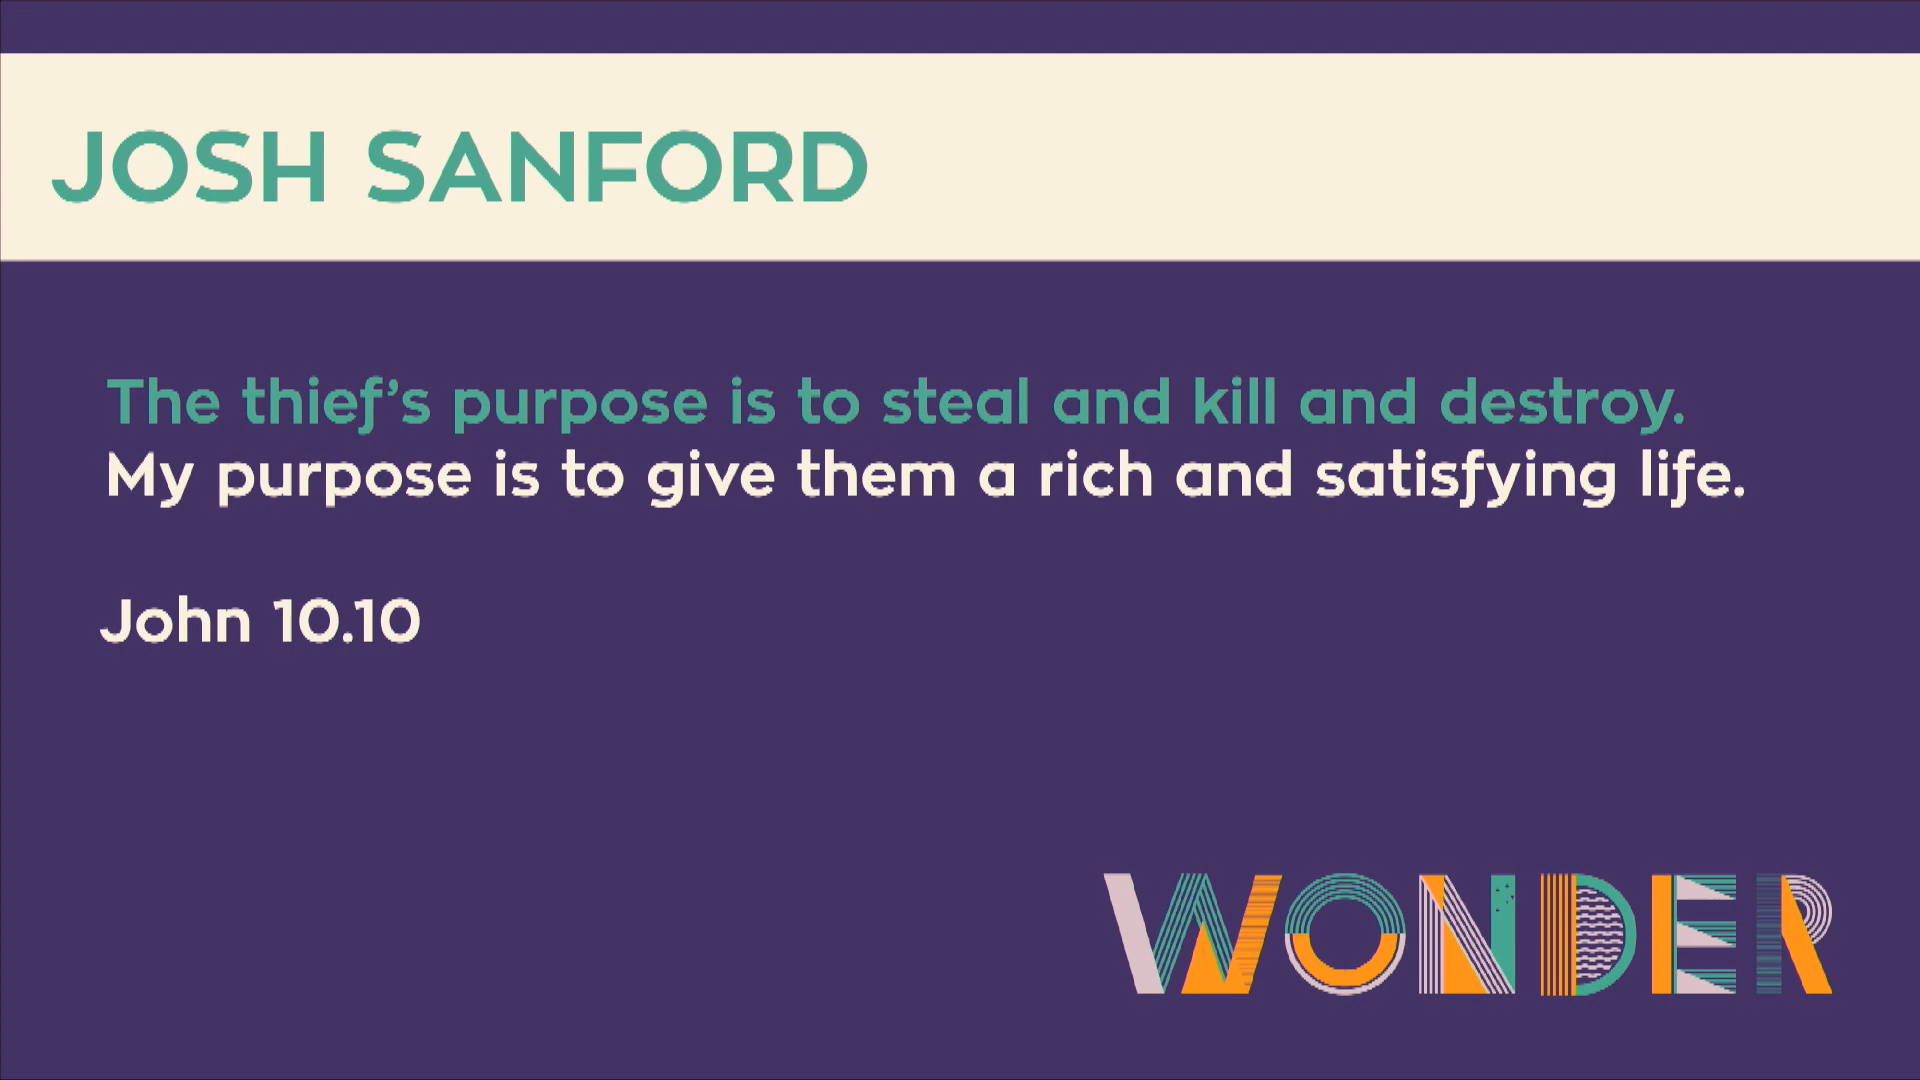 JOSH SANFORD
The thief’s purpose is to steal and kill and destroy.
My purpose is to give them a rich and satisfying life.
John 10.10
WONDER